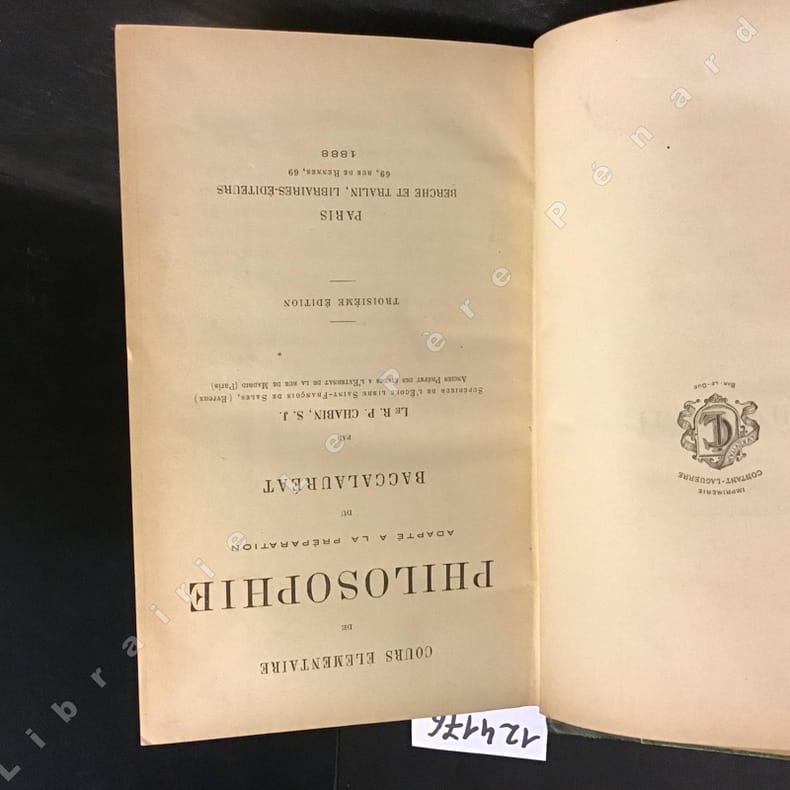 COURS ÉLÉMENTAIRE
DE
PHILOSOPHIE
ADAPTÉ A LA PRÉPARATION
DU
BACCALAURÉAT
PAR
LE R. P. CHABIN, S. J.
SUPÉRIEUR DE L'ÉCOLE LIBRE SAINT-FRANÇOIS DE SALES, (EVREUX)
ANCIEN PRÉFET DES ÉTUDES A L'EXTERNAT DE LA RUE DE MADRID (Paris)
TROISIÈME ÉDITION
PARIS
BERCHE ET TRALIN, LIBRAIRES-ÉDITEURS
69, RUE DE RENNES, 69
1888
IMPRIMERIE
CONTANT-LAGUERRE
BAR-LE-DUC
124176
Librairie le Père Pénard